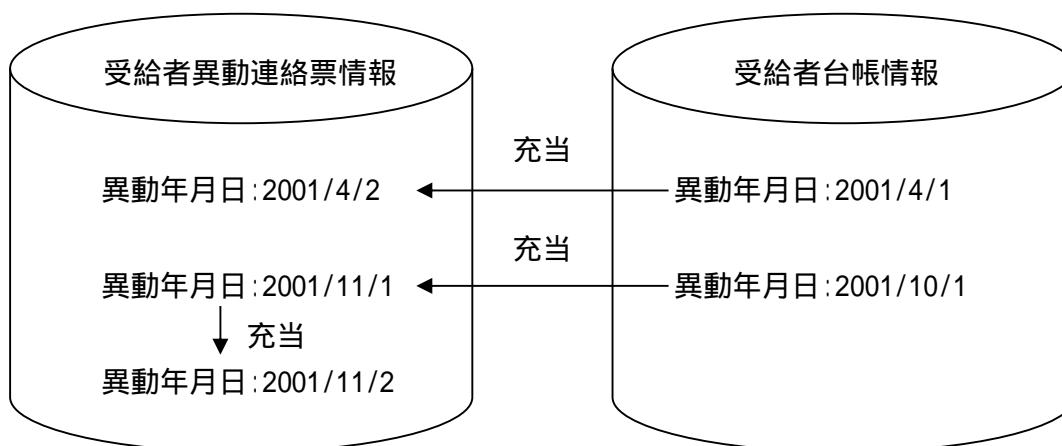 受給者異動連絡票情報
受給者台帳情報
充当
異動年月日:2001/4/2
異動年月日:2001/4/1
充当
異動年月日:2001/11/1
異動年月日:2001/10/1
充当
異動年月日:2001/11/2